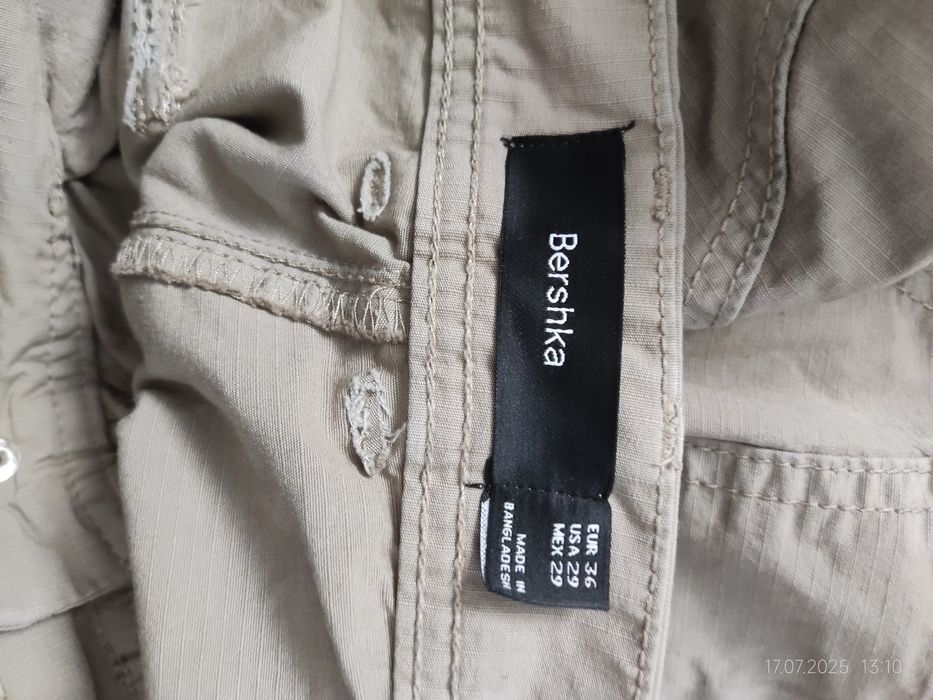 Bershka
EUR 36
USA 29
MEX 29
MADE IN
BANGLADESH
17.07.2025 13:10